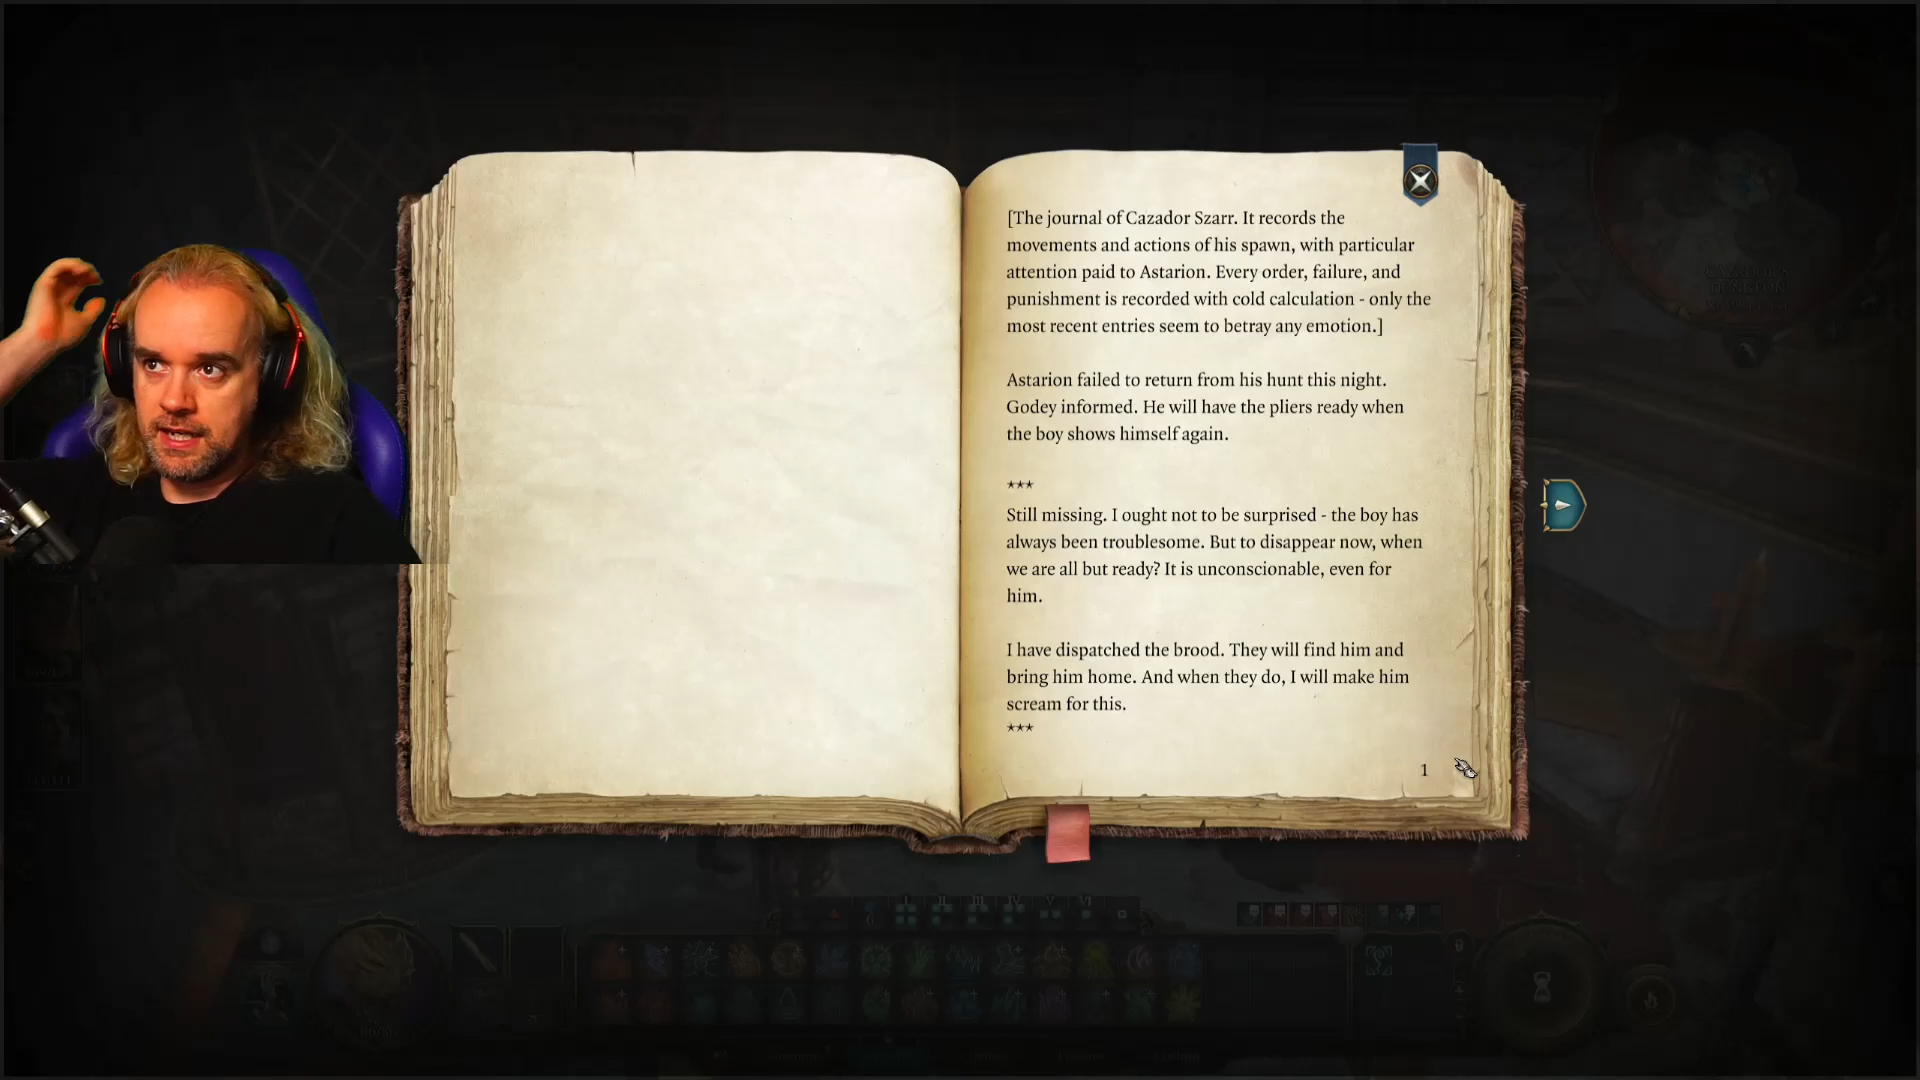 [The journal of Cazador Szarr. It records the
movements and actions of his spawn, with particular
attention paid to Astarion. Every order, failure, and
punishment is recorded with cold calculation - only the
most recent entries seem to betray any emotion.]
Astarion failed to return from his hunt this night.
Godey informed. He will have the pliers ready when
the boy shows himself again.
***
Still missing. I ought not to be surprised - the boy has
always been troublesome. But to disappear now, when
we are all but ready? It is unconscionable, even for
him.
I have dispatched the brood. They will find him and
bring him home. And when they do, I will make him
scream for this.
***
1